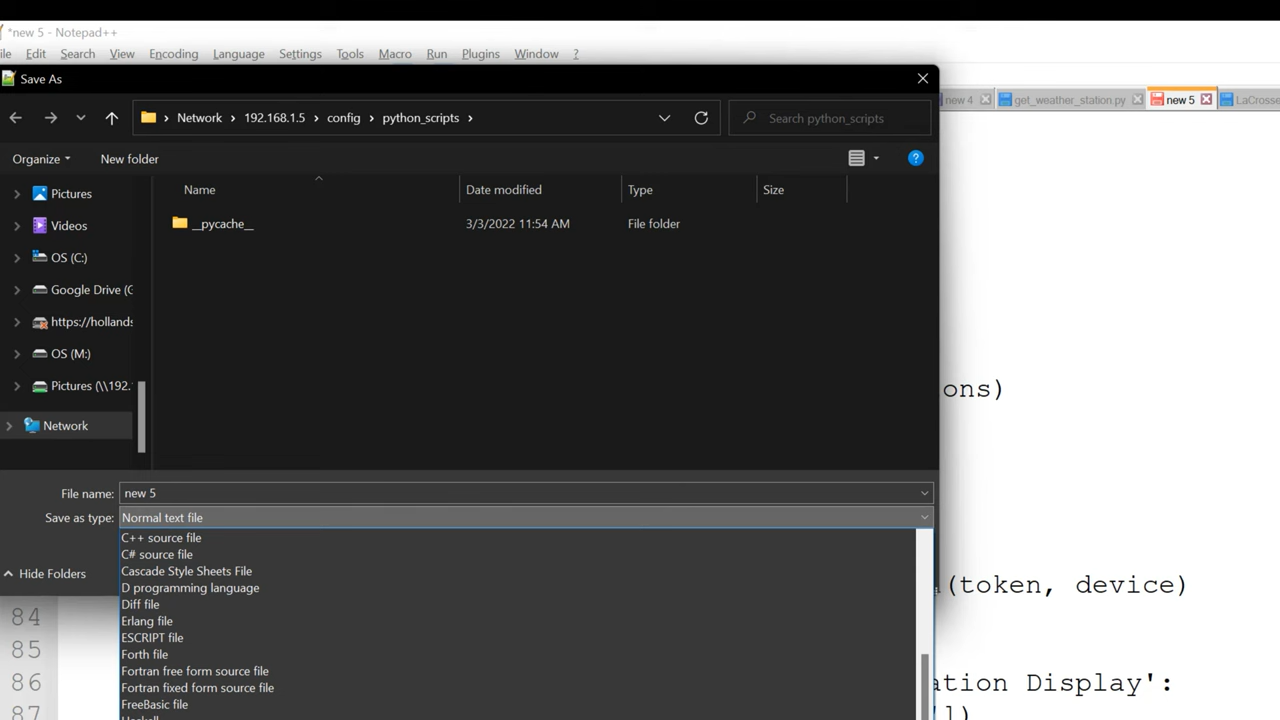 *new 5 - Notepad++
ile Edit Search View Encoding Language Settings Tools Macro Run Plugins Window ?
Save As
new 4 get_weather_station.py new 5 LaCrosse
Network 192.168.1.5 config python_scripts
Search python_scripts
Organize New folder
Name Date modified Type Size
Pictures
__pycache__ 3/3/2022 11:54 AM File folder
Videos
OS (C:)
Google Drive (G
https://hollands
OS (M:)
Pictures (\\192.
Network
ons)
File name: new 5
Save as type: Normal text file
C++ source file
C# source file
Cascade Style Sheets File
D programming language
Diff file
Erlang file
ESCRIPT file
Forth file
Fortran free form source file
Fortran fixed form source file
FreeBasic file
Haskell
Hide Folders
(token, device)
84
85
86 ation Display':
87 '])